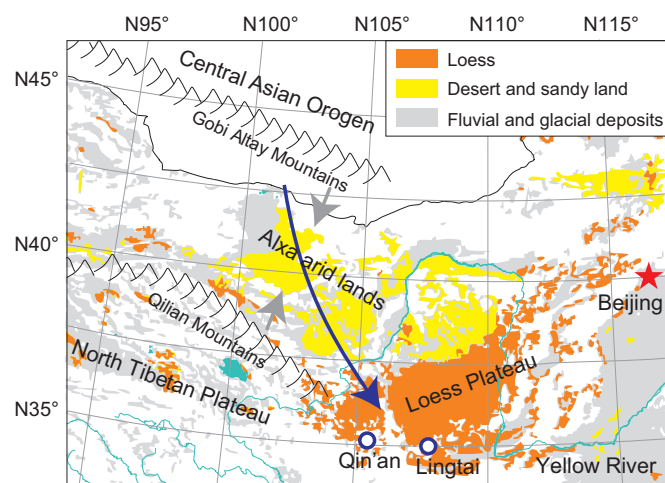 N95° N100° N105° N110° N115°
Loess
Desert and sandy land
Fluvial and glacial deposits
N45°
Central Asian Orogen
Gobi Altay Mountains
N40°
Alxa arid lands
Beijing
Qilian Mountains
North Tibetan Plateau
Loess Plateau
N35°
Qin'an
Lingtai
Yellow River